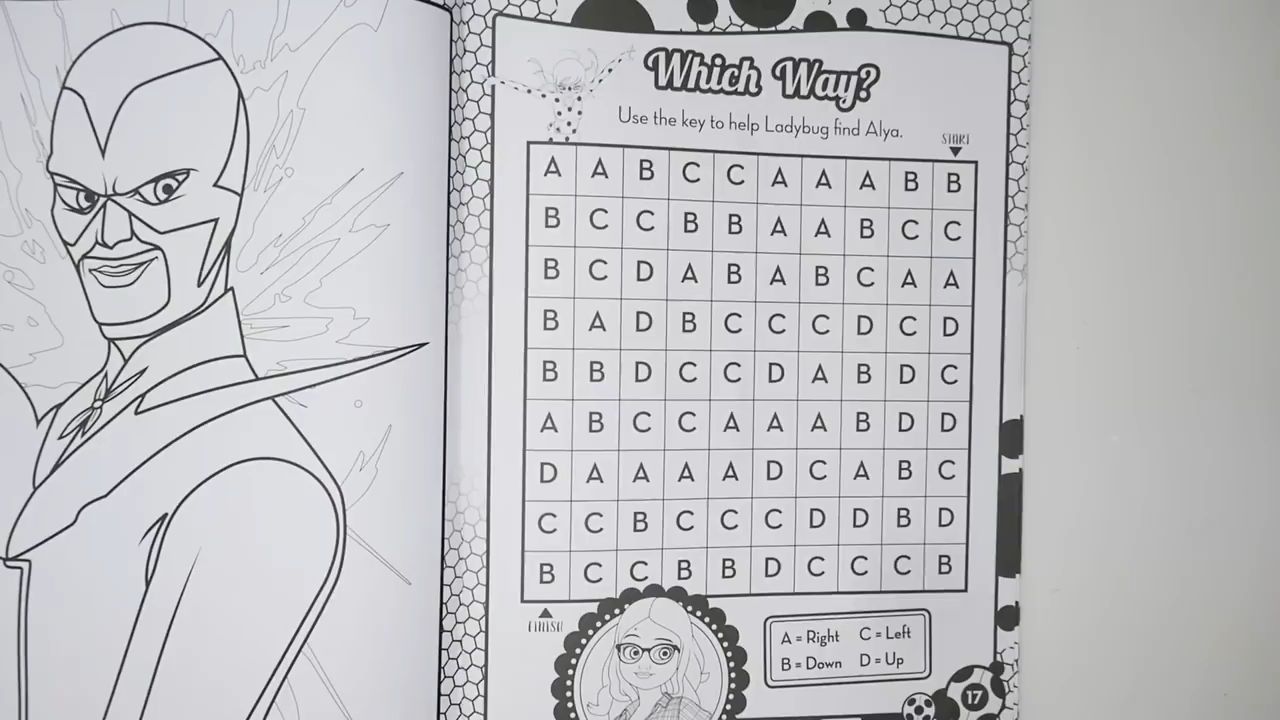 Which Way?
Use the key to help Ladybug find Alya.
START
A A B C C A A A B B
B C C B B A A B C C
B C D A B A B C A A
B A D B C C C D C D
B B D C C D A B D C
A B C C A A A B D D
D A A A A D C A B C
C C B C C C D D B D
B C C B B D C C C B
FINISH
A = Right C = Left
B = Down D = Up
17